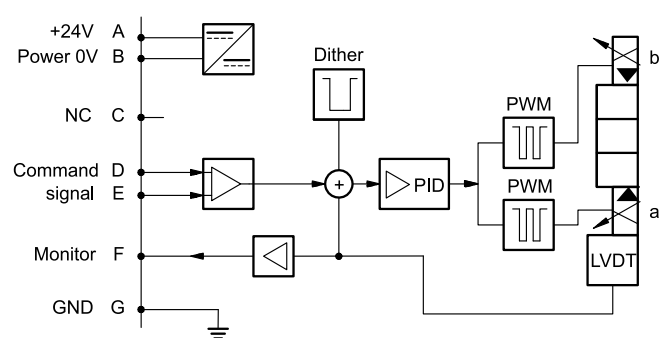 +24V A
Power 0V B
Dither
b
NC C
PWM
Command D
signal E
+
PID
PWM
a
Monitor F
LVDT
GND G